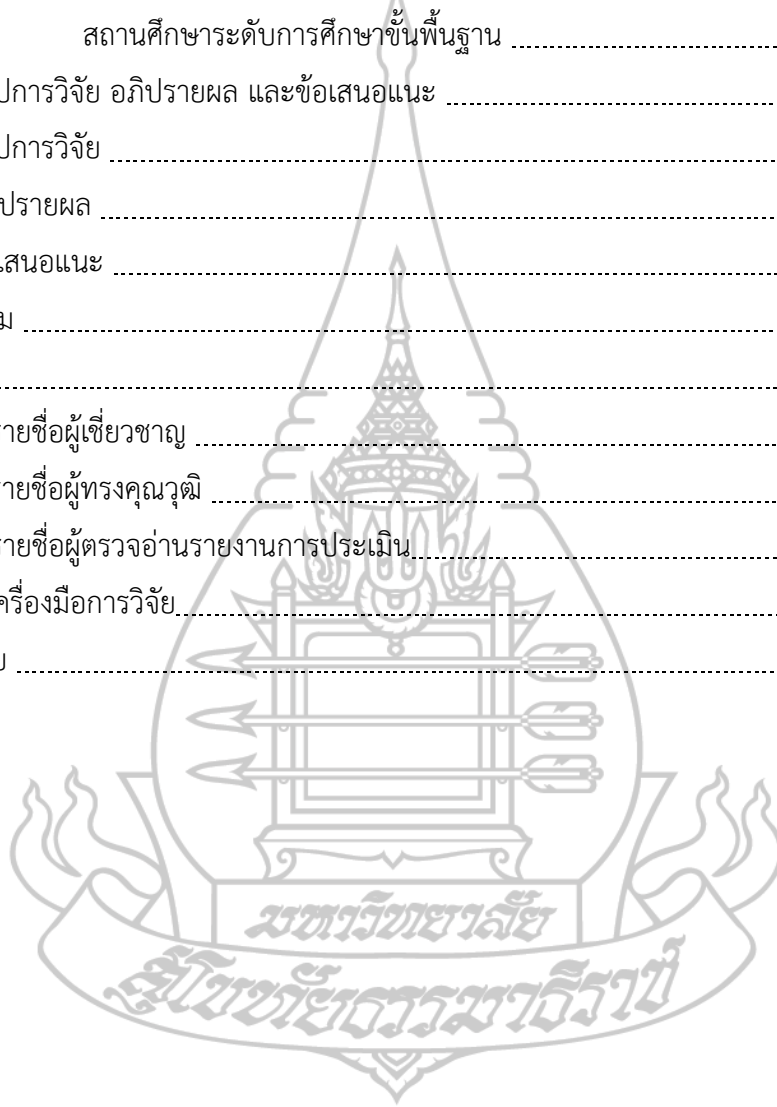 สถานศึกษาระดับการศึกษาขั้นพื้นฐาน
ปการวิจัย อภิปรายผล และข้อเสนอแนะ
ปการวิจัย
ปรายผล
เสนอแนะ
ม
รายชื่อผู้เชี่ยวชาญ
รายชื่อผู้ทรงคุณวุฒิ
รายชื่อผู้ตรวจอ่านรายงานการประเมิน
ครื่องมือการวิจัย
ย
มหาวิทยาลัย
สุโขทัยธรรมาธิราช